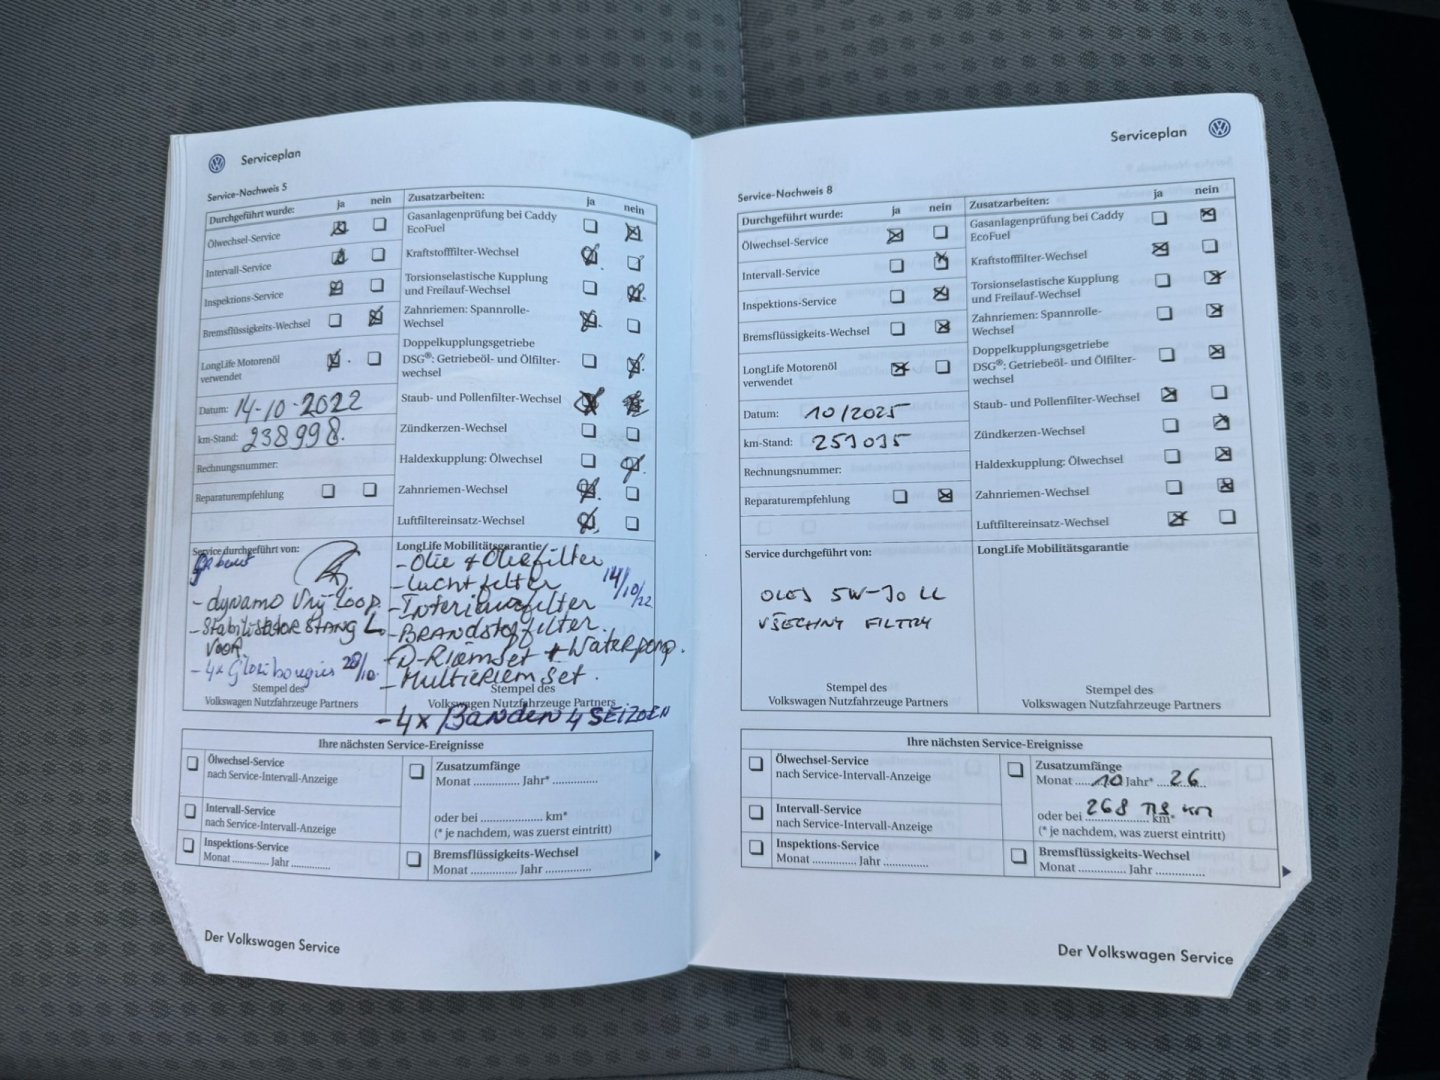 Serviceplan
Service-Nachweis 5
Durchgeführt wurde: ja nein
Ölwechsel-Service
Intervall-Service
Inspektions-Service
Bremsflüssigkeits-Wechsel
LongLife Motorenöl
verwendet
Datum: 14-10-2022
km-Stand: 238998.
Rechnungsnummer:
Reparaturempfehlung
Zusatzarbeiten: ja nein
Gasanlagenprüfung bei Caddy
EcoFuel
Kraftstofffilter-Wechsel
Torsionselastische Kupplung
und Freilauf-Wechsel
Zahnriemen: Spannrolle-
Wechsel
Doppelkupplungsgetriebe
DSG®: Getriebeöl- und Ölfilter-
wechsel
Staub- und Pollenfilter-Wechsel
Zündkerzen-Wechsel
Haldexkupplung: Ölwechsel
Zahnriemen-Wechsel
Luftfiltereinsatz-Wechsel
Service durchgeführt von:
- dynamo Vrijloop
- Stabilisator STANG L
VOOR
- 4x Gloeibougies 28/10
Stempel des
Volkswagen Nutzfahrzeuge Partners
LongLife Mobilitätsgarantie
- Olie + Oliefilter
- Luchtfilter 14/10/22
- Interieurfilter
- BRANDstoffilter
- D-Riem Set + Waterpomp.
- Multiriem Set.
Stempel des
Volkswagen Nutzfahrzeuge Partners
- 4x Banden 4 SEIZOEN
Ihre nächsten Service-Ereignisse
Ölwechsel-Service
nach Service-Intervall-Anzeige
Intervall-Service
nach Service-Intervall-Anzeige
Inspektions-Service
Monat ............ Jahr ............
Zusatzumfänge
Monat ............ Jahr* ............
oder bei ........................ km*
(* je nachdem, was zuerst eintritt)
Bremsflüssigkeits-Wechsel
Monat ............ Jahr ............
Der Volkswagen Service
Serviceplan
Service-Nachweis 8
Durchgeführt wurde: ja nein
Ölwechsel-Service
Intervall-Service
Inspektions-Service
Bremsflüssigkeits-Wechsel
LongLife Motorenöl
verwendet
Datum: 10/2025
km-Stand: 253035
Rechnungsnummer:
Reparaturempfehlung
Zusatzarbeiten: ja nein
Gasanlagenprüfung bei Caddy
EcoFuel
Kraftstofffilter-Wechsel
Torsionselastische Kupplung
und Freilauf-Wechsel
Zahnriemen: Spannrolle-
Wechsel
Doppelkupplungsgetriebe
DSG®: Getriebeöl- und Ölfilter-
wechsel
Staub- und Pollenfilter-Wechsel
Zündkerzen-Wechsel
Haldexkupplung: Ölwechsel
Zahnriemen-Wechsel
Luftfiltereinsatz-Wechsel
Service durchgeführt von:
OLEJ 5W-30 LL
VŠECHNY FILTRY
Stempel des
Volkswagen Nutzfahrzeuge Partners
LongLife Mobilitätsgarantie
Stempel des
Volkswagen Nutzfahrzeuge Partners
Ihre nächsten Service-Ereignisse
Ölwechsel-Service
nach Service-Intervall-Anzeige
Intervall-Service
nach Service-Intervall-Anzeige
Inspektions-Service
Monat ............ Jahr ............
Zusatzumfänge
Monat 10 Jahr* 26
oder bei 268 km*
(* je nachdem, was zuerst eintritt)
Bremsflüssigkeits-Wechsel
Monat ............ Jahr ............
Der Volkswagen Service